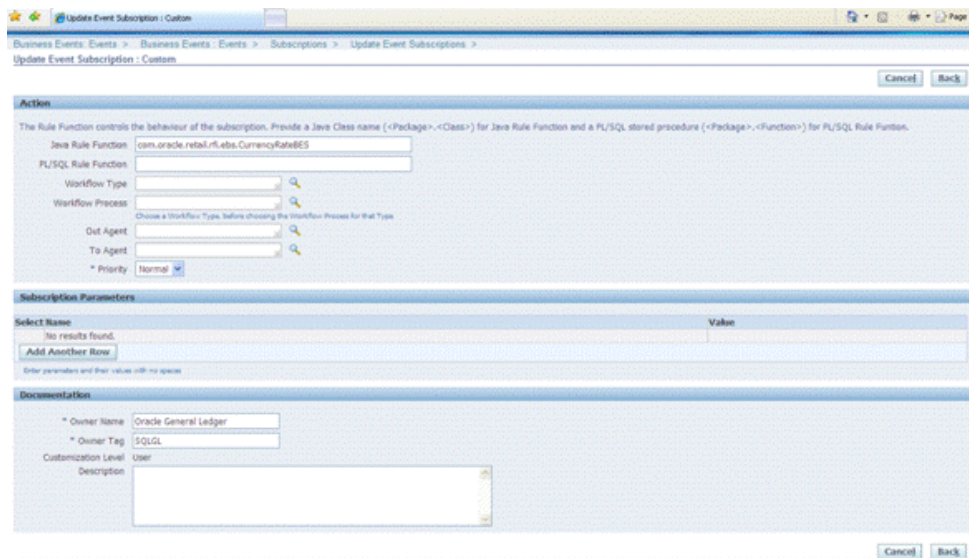 Update Event Subscription : Custom
Page
Business Events: Events > Business Events : Events > Subscriptions > Update Event Subscriptions >
Update Event Subscription : Custom
Cancel Back
Action
The Rule Function controls the behaviour of the subscription. Provide a Java Class name (<Package>.<Class>) for Java Rule Function and a PL/SQL stored procedure (<Package>.<Function>) for PL/SQL Rule Funtion.
Java Rule Function com.oracle.retail.rfi.ebs.CurrencyRateBES
PL/SQL Rule Function
Workflow Type
Workflow Process
Choose a Workflow Type, before choosing the Workflow Process for that Type
Out Agent
To Agent
* Priority Normal
Subscription Parameters
Select Name Value
No results found.
Add Another Row
Enter parameters and their values with no spaces
Documentation
* Owner Name Oracle General Ledger
* Owner Tag SQLGL
Customization Level User
Description
Cancel Back